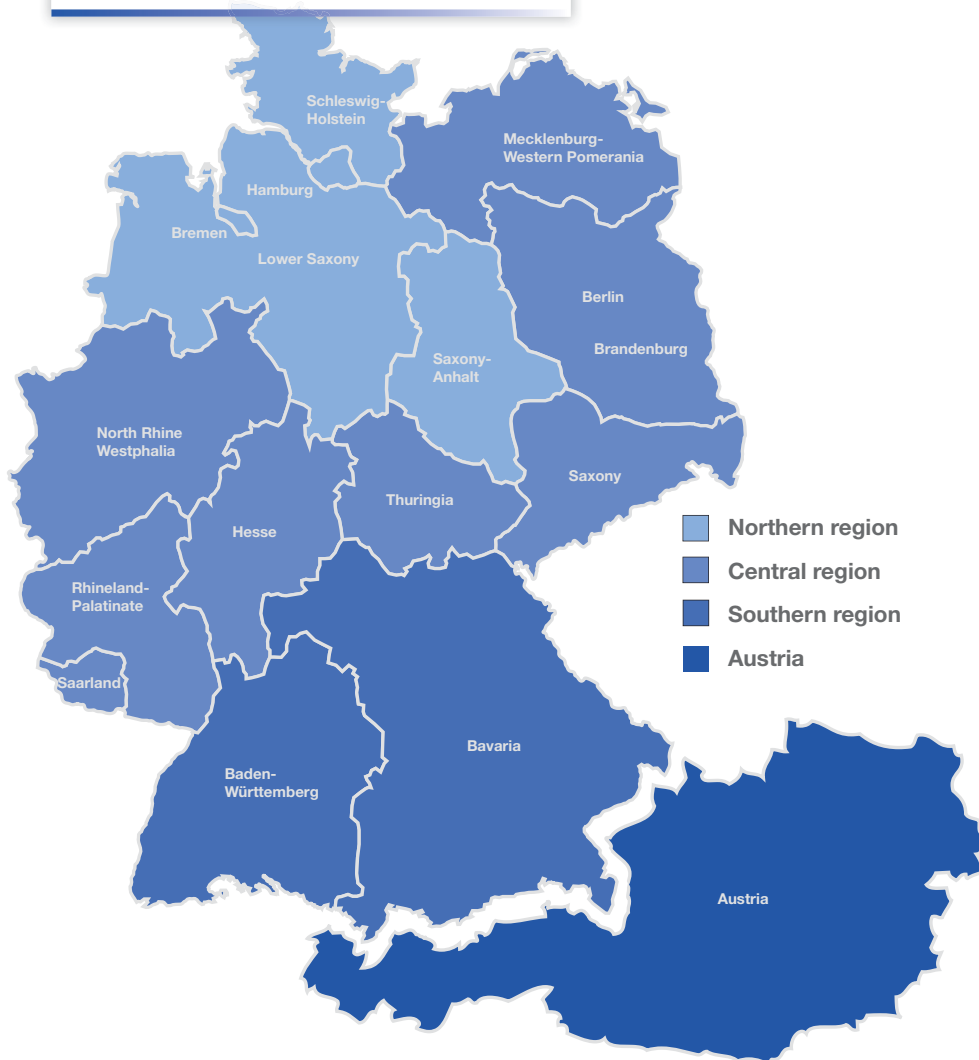 Schleswig-
Holstein
Mecklenburg-
Western Pomerania
Hamburg
Bremen
Lower Saxony
Berlin
Brandenburg
Saxony-
Anhalt
North Rhine
Westphalia
Saxony
Thuringia
Hesse
Rhineland-
Palatinate
Saarland
Northern region
Central region
Southern region
Austria
Bavaria
Baden-
Württemberg
Austria